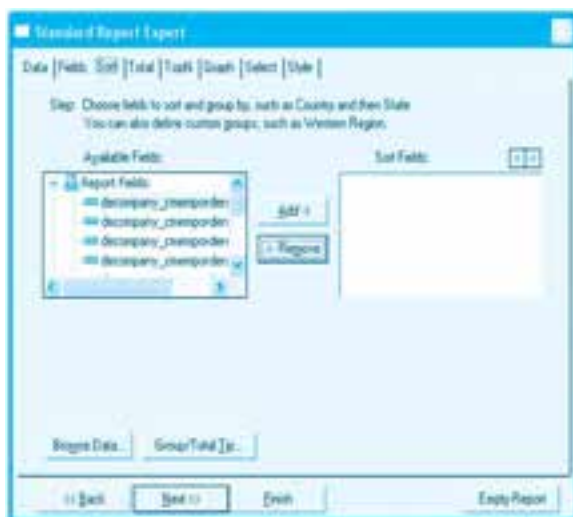 Standard Report Expert
Data Fields Sort Total TopN Graph Select Style
Step: Choose fields to sort and group by, such as Country and then State
You can also define custom groups, such as Western Region.
Available Fields:
Sort Fields:
Report Fields:
Add >
< Remove
Browse Data...
Group/Total Tip...
<< Back
Next >>
Finish
Empty Report